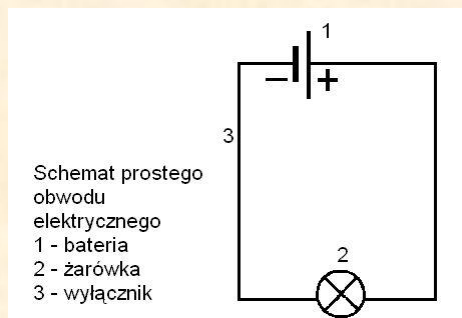 1
− +
3
Schemat prostego
obwodu
elektrycznego
1 - bateria
2 - żarówka
3 - wyłącznik
2